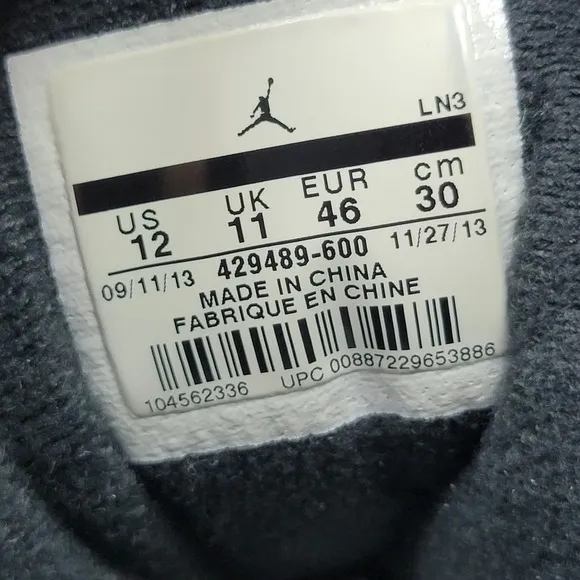 LN3
US UK EUR cm
12 11 46 30
09/11/13 429489-600 11/27/13
MADE IN CHINA
FABRIQUE EN CHINE
104562336 UPC 00887229653886